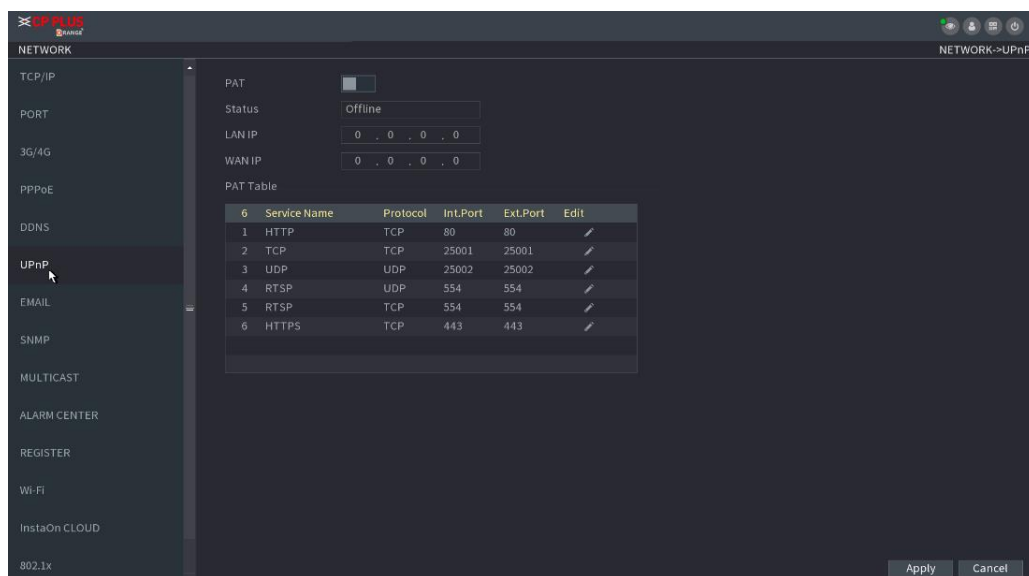 CP PLUS
ORANGE
NETWORK
NETWORK->UPnP
TCP/IP
PORT
3G/4G
PPPoE
DDNS
UPnP
EMAIL
SNMP
MULTICAST
ALARM CENTER
REGISTER
Wi-Fi
InstaOn CLOUD
802.1x
PAT
Status Offline
LAN IP 0 . 0 . 0 . 0
WAN IP 0 . 0 . 0 . 0
PAT Table
6 Service Name Protocol Int.Port Ext.Port Edit
1 HTTP TCP 80 80
2 TCP TCP 25001 25001
3 UDP UDP 25002 25002
4 RTSP UDP 554 554
5 RTSP TCP 554 554
6 HTTPS TCP 443 443
Apply Cancel